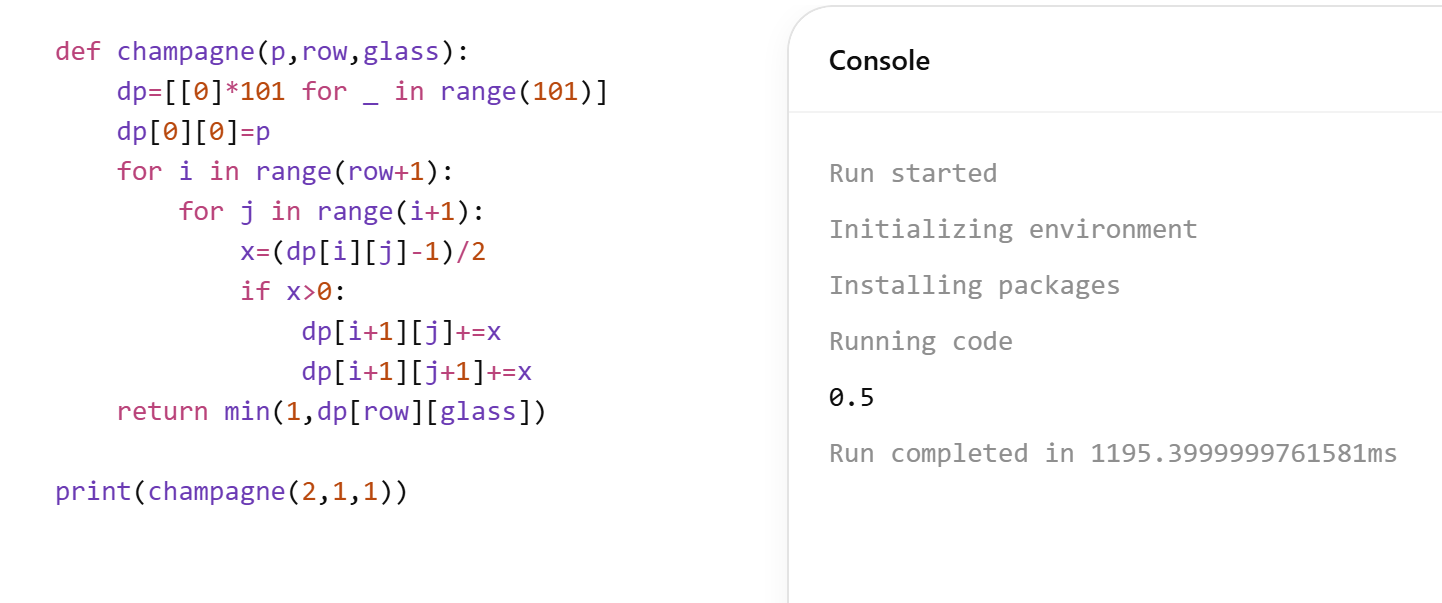 def champagne(p,row,glass):
    dp=[[0]*101 for _ in range(101)]
    dp[0][0]=p
    for i in range(row+1):
        for j in range(i+1):
            x=(dp[i][j]-1)/2
            if x>0:
                dp[i+1][j]+=x
                dp[i+1][j+1]+=x
    return min(1,dp[row][glass])
print(champagne(2,1,1))
Console
Run started
Initializing environment
Installing packages
Running code
0.5
Run completed in 1195.3999999761581ms